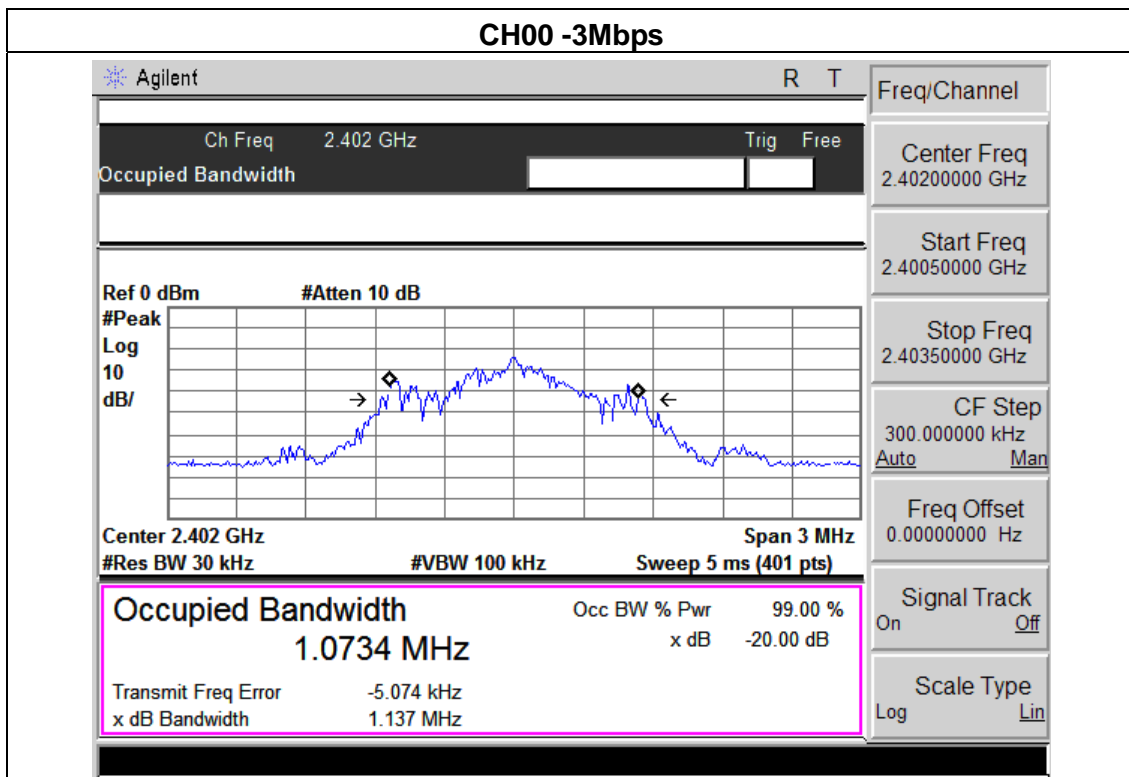 CH00 -3Mbps
Agilent R T
Ch Freq 2.402 GHz Trig Free
Occupied Bandwidth
Ref 0 dBm #Atten 10 dB
#Peak
Log
10
dB/
Center 2.402 GHz Span 3 MHz
#Res BW 30 kHz #VBW 100 kHz Sweep 5 ms (401 pts)
Occupied Bandwidth Occ BW % Pwr 99.00 %
1.0734 MHz x dB -20.00 dB
Transmit Freq Error -5.074 kHz
x dB Bandwidth 1.137 MHz
Freq/Channel
Center Freq
2.40200000 GHz
Start Freq
2.40050000 GHz
Stop Freq
2.40350000 GHz
CF Step
300.000000 kHz
Auto Man
Freq Offset
0.00000000 Hz
Signal Track
On Off
Scale Type
Log Lin